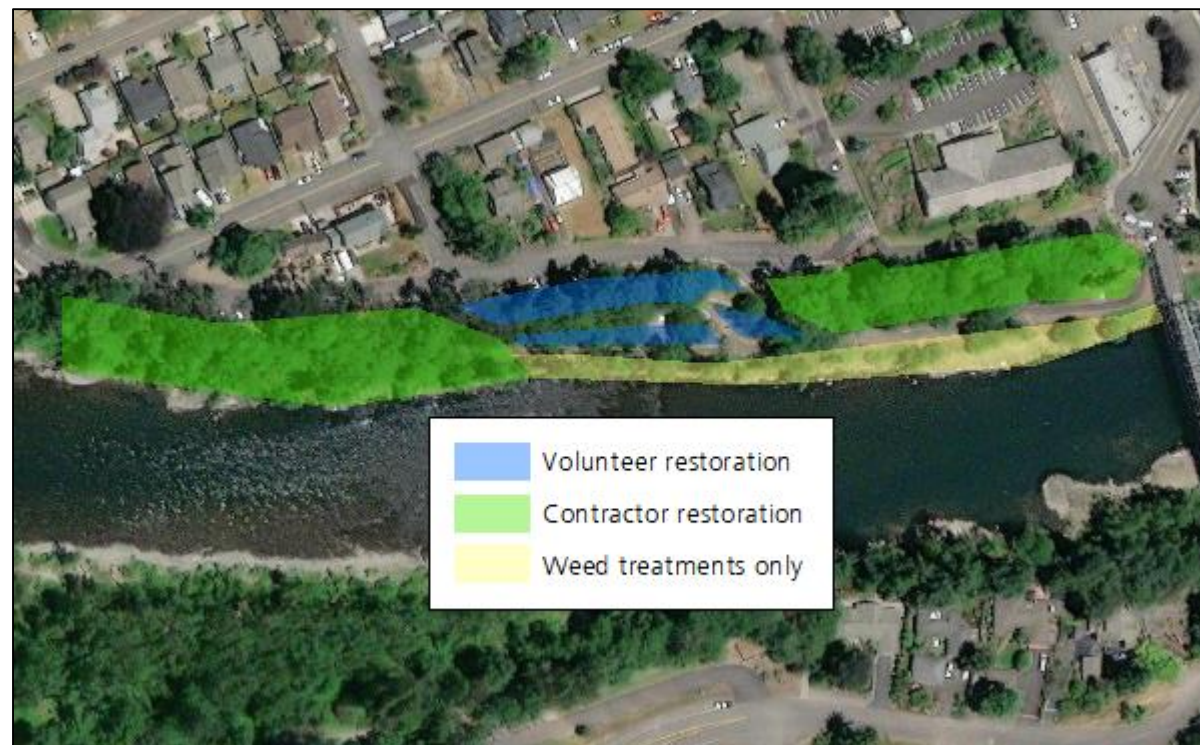 Volunteer restoration
Contractor restoration
Weed treatments only